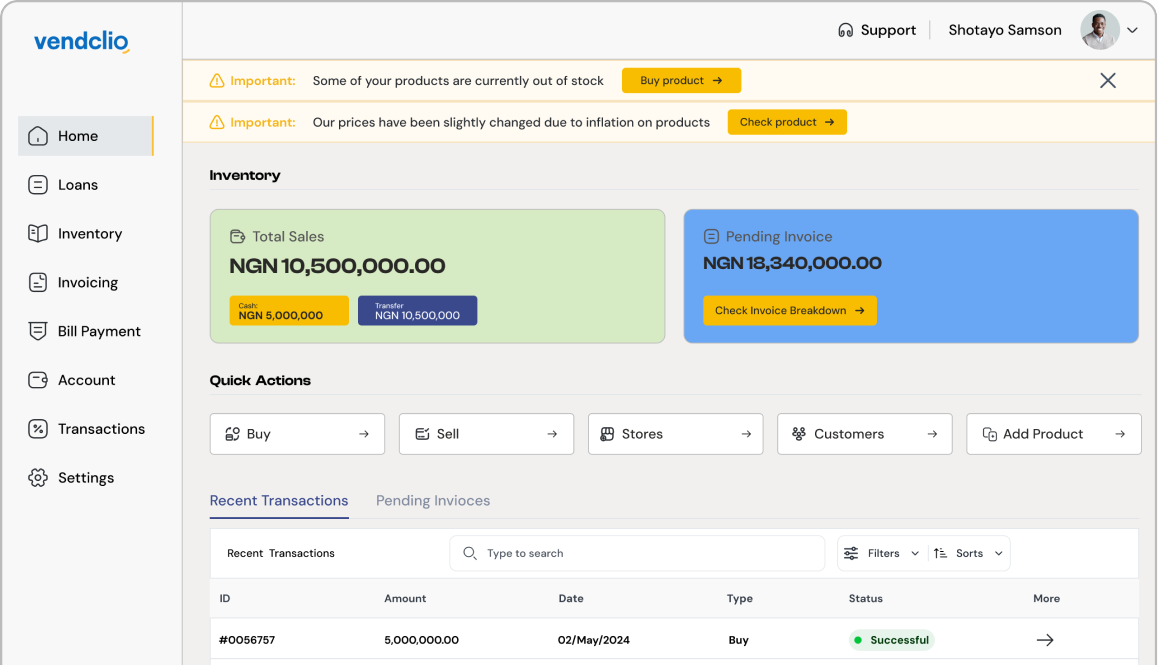 vendclio
Support
Shotayo Samson
Important: Some of your products are currently out of stock Buy product →
Important: Our prices have been slightly changed due to inflation on products Check product →
Home
Loans
Inventory
Invoicing
Bill Payment
Account
Transactions
Settings
Inventory
Total Sales
NGN 10,500,000.00
Cash:
NGN 5,000,000
Transfer
NGN 10,500,000
Pending Invoice
NGN 18,340,000.00
Check Invoice Breakdown →
Quick Actions
Buy →
Sell →
Stores →
Customers →
Add Product →
Recent Transactions Pending Invioces
Recent Transactions Type to search Filters Sorts
ID Amount Date Type Status More
#0056757 5,000,000.00 02/May/2024 Buy Successful →